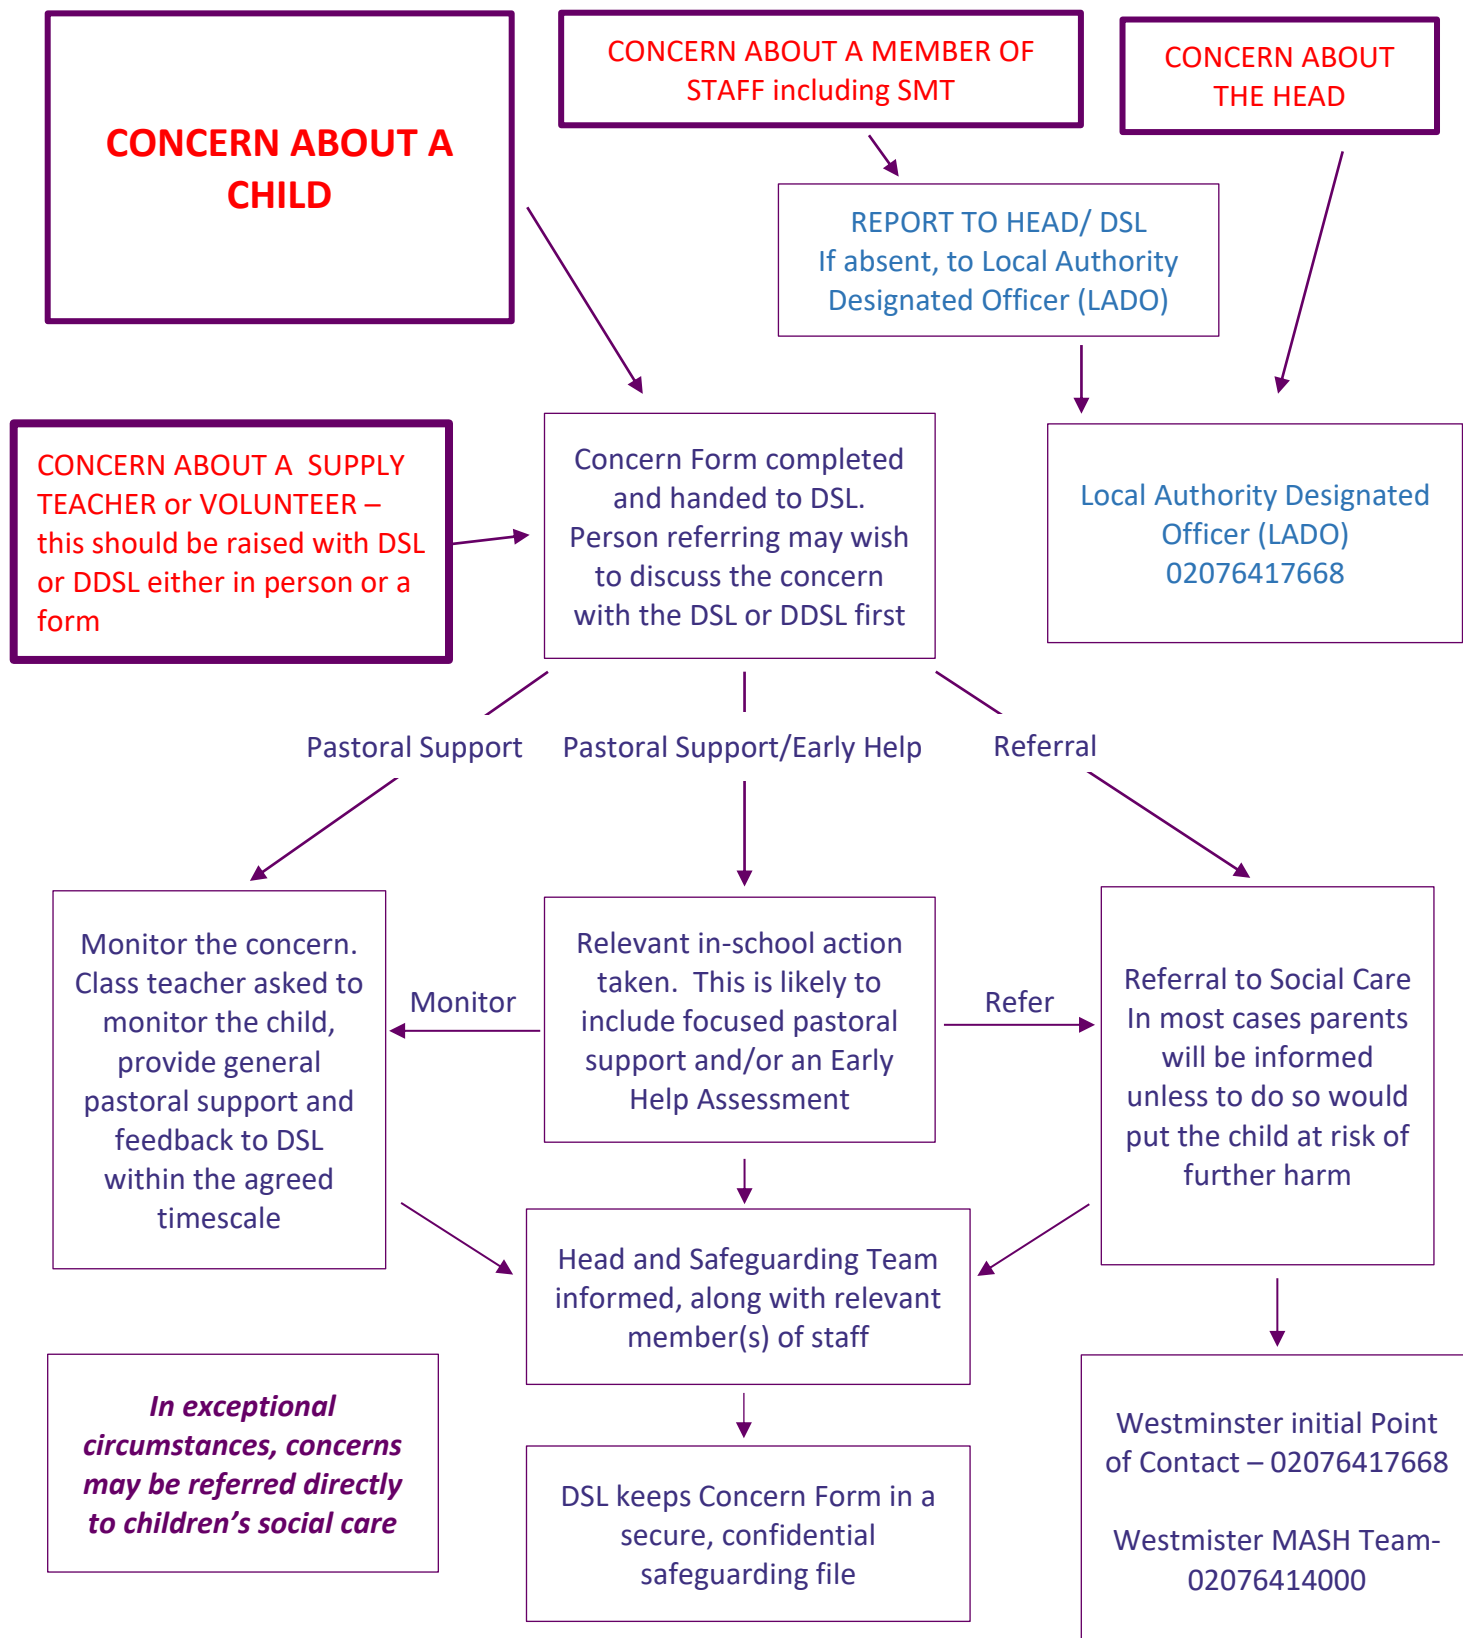 CONCERN ABOUT A
CHILD
CONCERN ABOUT A MEMBER OF
STAFF including SMT
CONCERN ABOUT
THE HEAD
REPORT TO HEAD/ DSL
If absent, to Local Authority
Designated Officer (LADO)
CONCERN ABOUT A  SUPPLY
TEACHER or VOLUNTEER –
this should be raised with DSL
or DDSL either in person or a
form
Concern Form completed
and handed to DSL.
Person referring may wish
to discuss the concern
with the DSL or DDSL first
Local Authority Designated
Officer (LADO)
02076417668
Pastoral Support
Pastoral Support/Early Help
Referral
Monitor the concern.
Class teacher asked to
monitor the child,
provide general
pastoral support and
feedback to DSL
within the agreed
timescale
Monitor
Relevant in-school action
taken.  This is likely to
include focused pastoral
support and/or an Early
Help Assessment
Refer
Referral to Social Care
In most cases parents
will be informed
unless to do so would
put the child at risk of
further harm
Head and Safeguarding Team
informed, along with relevant
member(s) of staff
In exceptional
circumstances, concerns
may be referred directly
to children’s social care
DSL keeps Concern Form in a
secure, confidential
safeguarding file
Westminster initial Point
of Contact – 02076417668
Westmister MASH Team-
02076414000